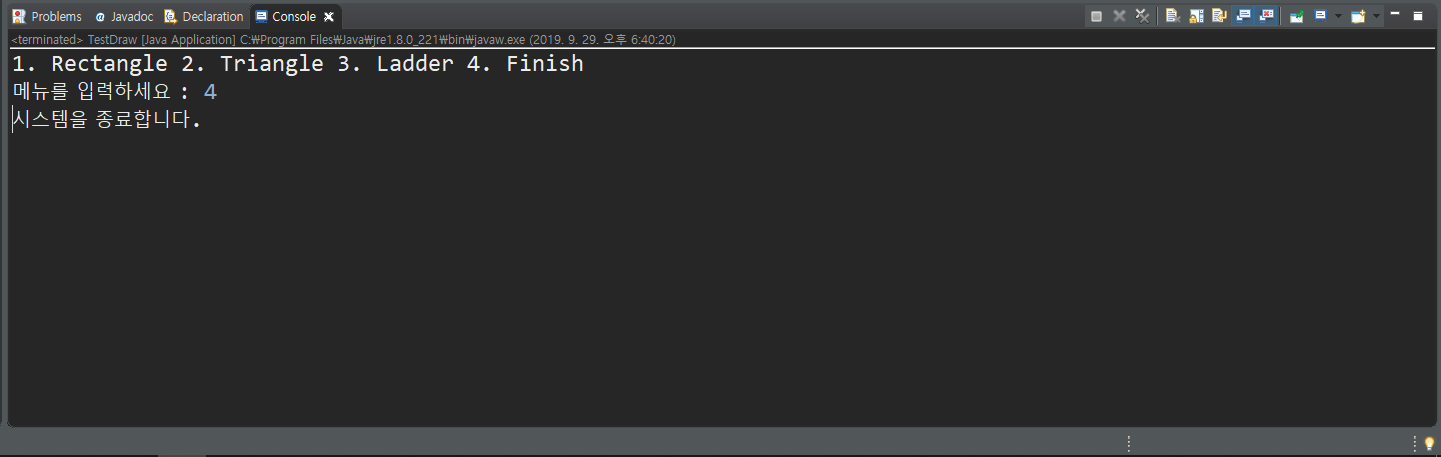 Problems Javadoc Declaration Console
<terminated> TestDraw [Java Application] C:₩Program Files₩Java₩jre1.8.0_221₩bin₩javaw.exe (2019. 9. 29. 오후 6:40:20)
1. Rectangle 2. Triangle 3. Ladder 4. Finish
메뉴를 입력하세요 : 4
시스템을 종료합니다.